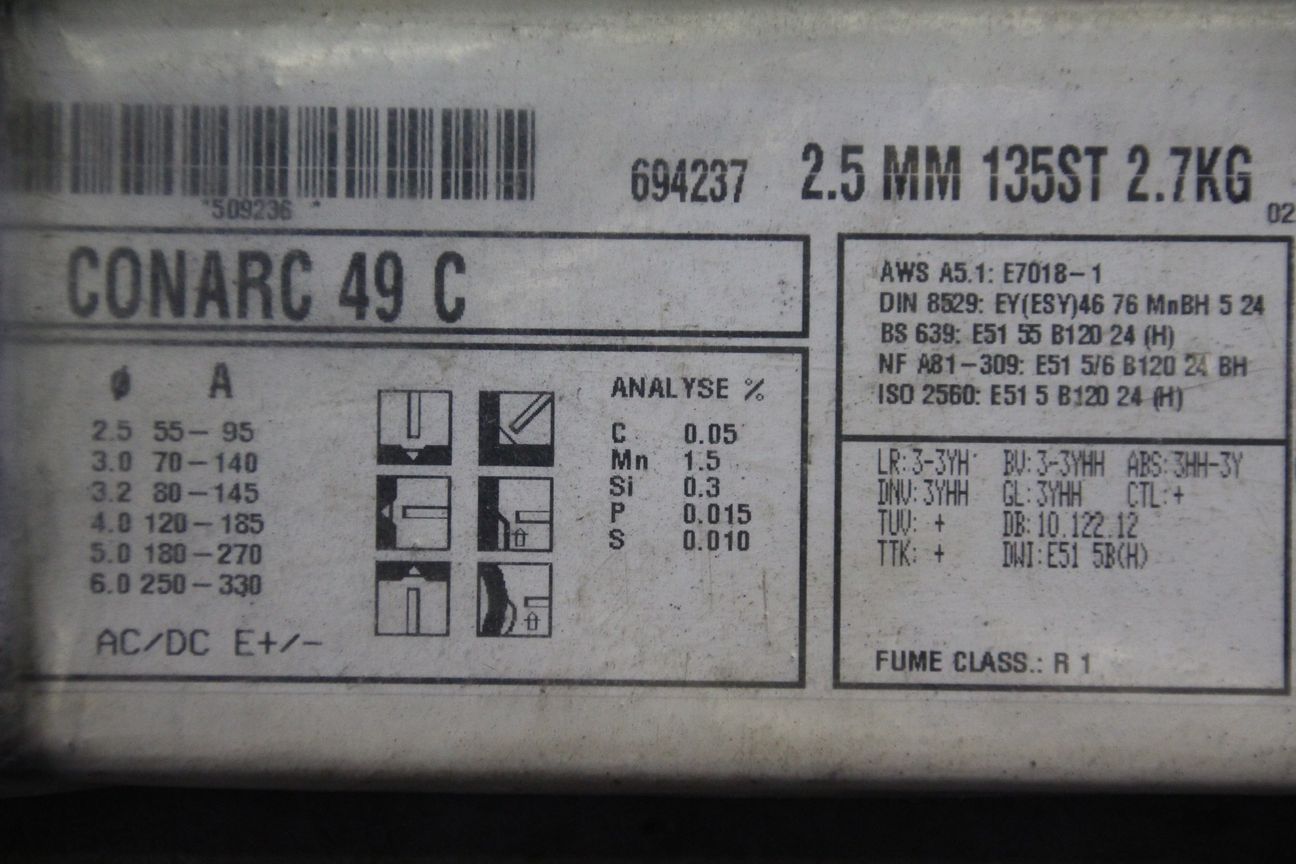 *509236 *
694237
2.5 MM 135ST 2.7KG
02
CONARC 49 C
ø A
2.5 55-95
3.0 70-140
3.2 80-145
4.0 120-185
5.0 180-270
6.0 250-330
AC/DC E+/-
ANALYSE %
C 0.05
Mn 1.5
Si 0.3
P 0.015
S 0.010
AWS A5.1: E7018-1
DIN 8529: EY(ESY)46 76 MnBH 5 24
BS 639: E51 55 B120 24 (H)
NF A81-309: E51 5/6 B120 24 BH
ISO 2560: E51 5 B120 24 (H)
LR:3-3YH BV:3-3YHH ABS:3HH-3Y
DNV:3YHH GL:3YHH CTL:+
TUV: + DB:10.122.12
TTK: + DWI:E51 5B(H)
FUME CLASS.: R 1